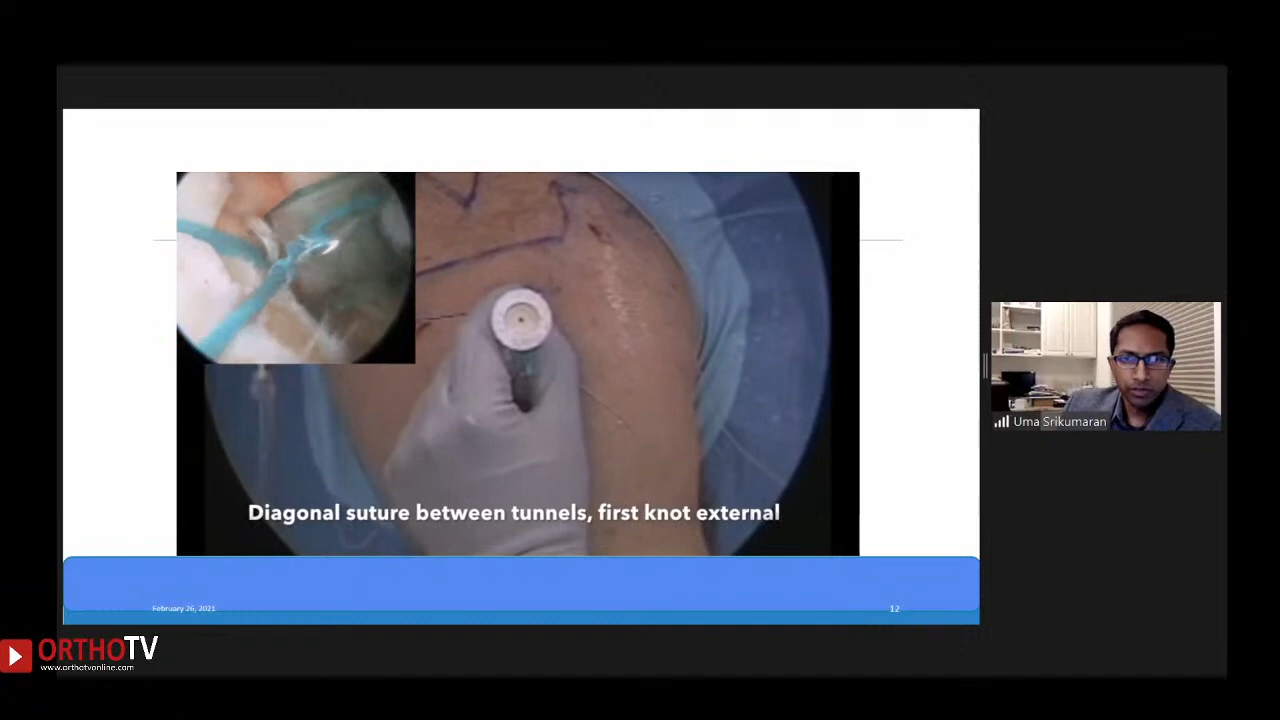 Diagonal suture between tunnels, first knot external
February 26, 2021
12
Uma Srikumaran
ORTHOTV
www.orthotvonline.com